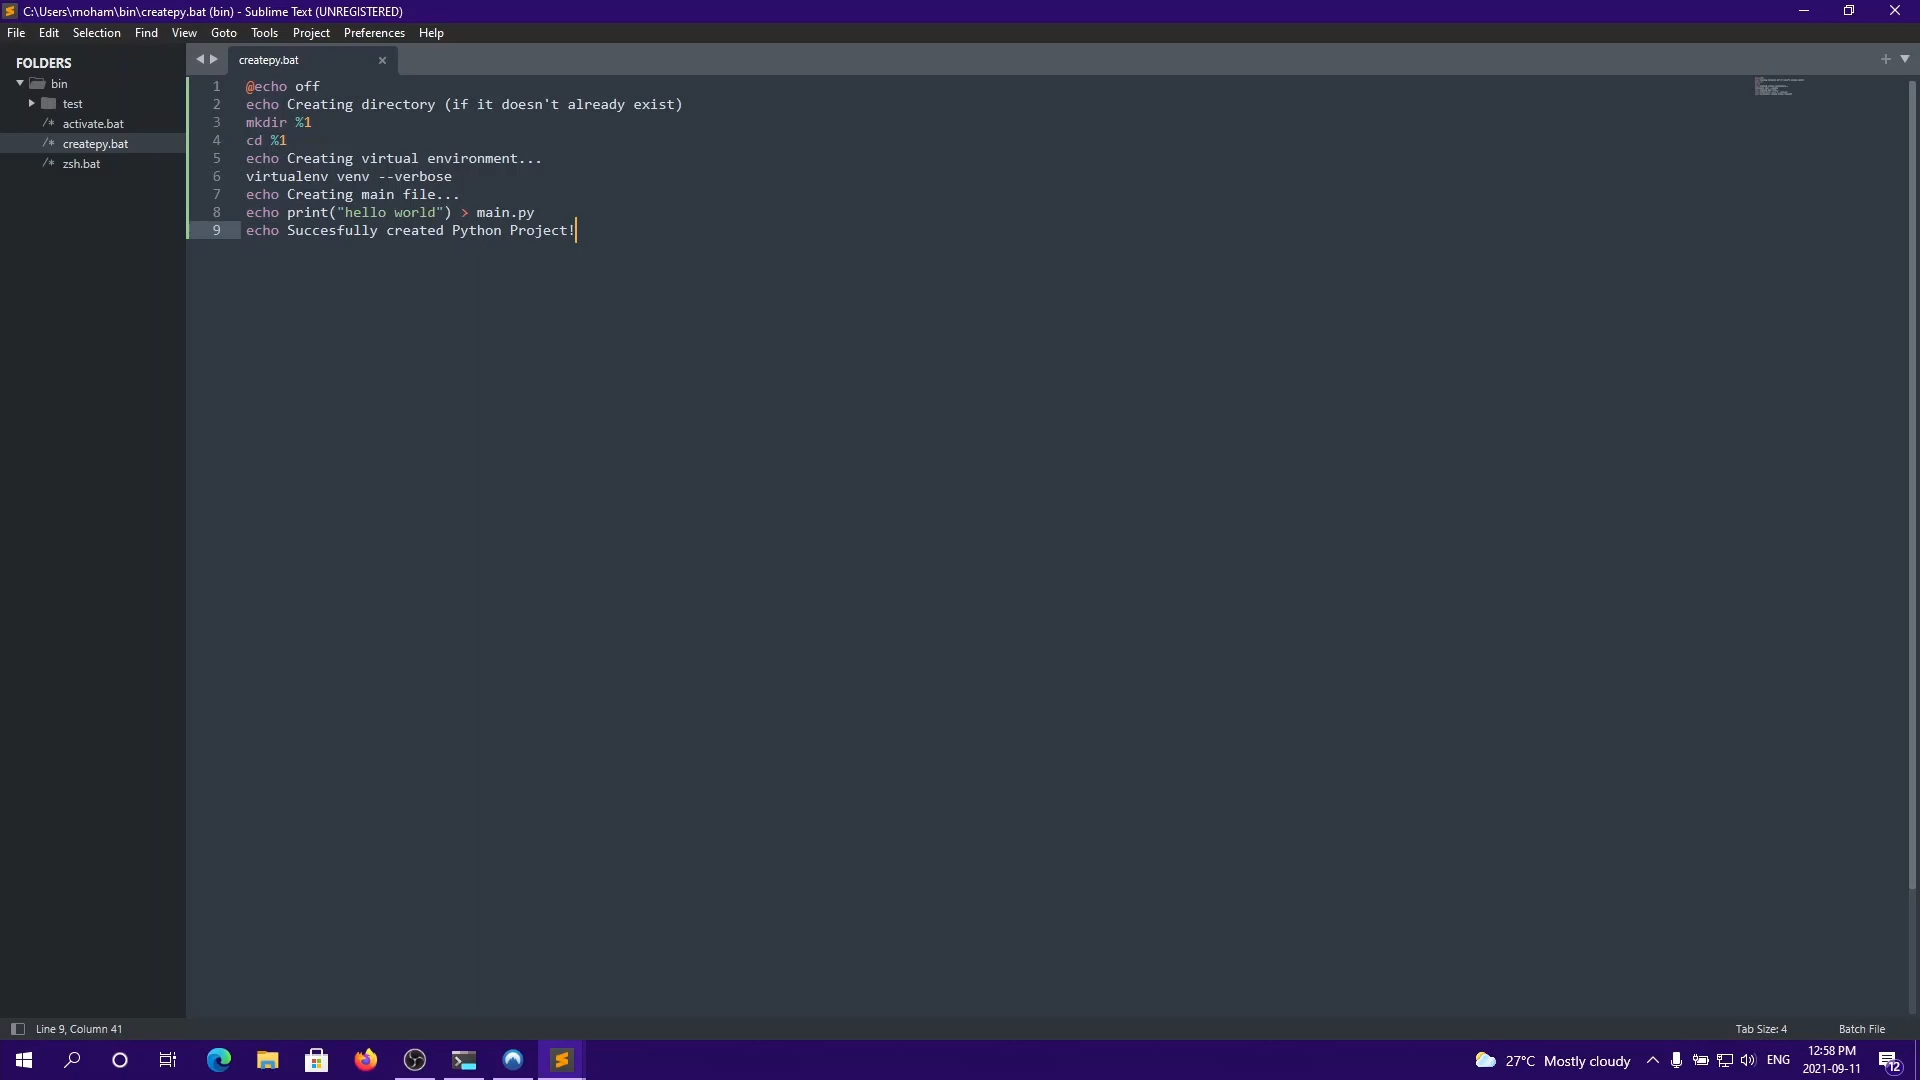 C:\Users\moham\bin\createpy.bat (bin) - Sublime Text (UNREGISTERED)
File Edit Selection Find View Goto Tools Project Preferences Help
FOLDERS
bin
test
/* activate.bat
/* createpy.bat
/* zsh.bat
createpy.bat
1 @echo off
2 echo Creating directory (if it doesn't already exist)
3 mkdir %1
4 cd %1
5 echo Creating virtual environment...
6 virtualenv venv --verbose
7 echo Creating main file...
8 echo print("hello world") > main.py
9 echo Succesfully created Python Project!
Line 9, Column 41
Tab Size: 4
Batch File
27°C Mostly cloudy
ENG
12:58 PM
2021-09-11
12